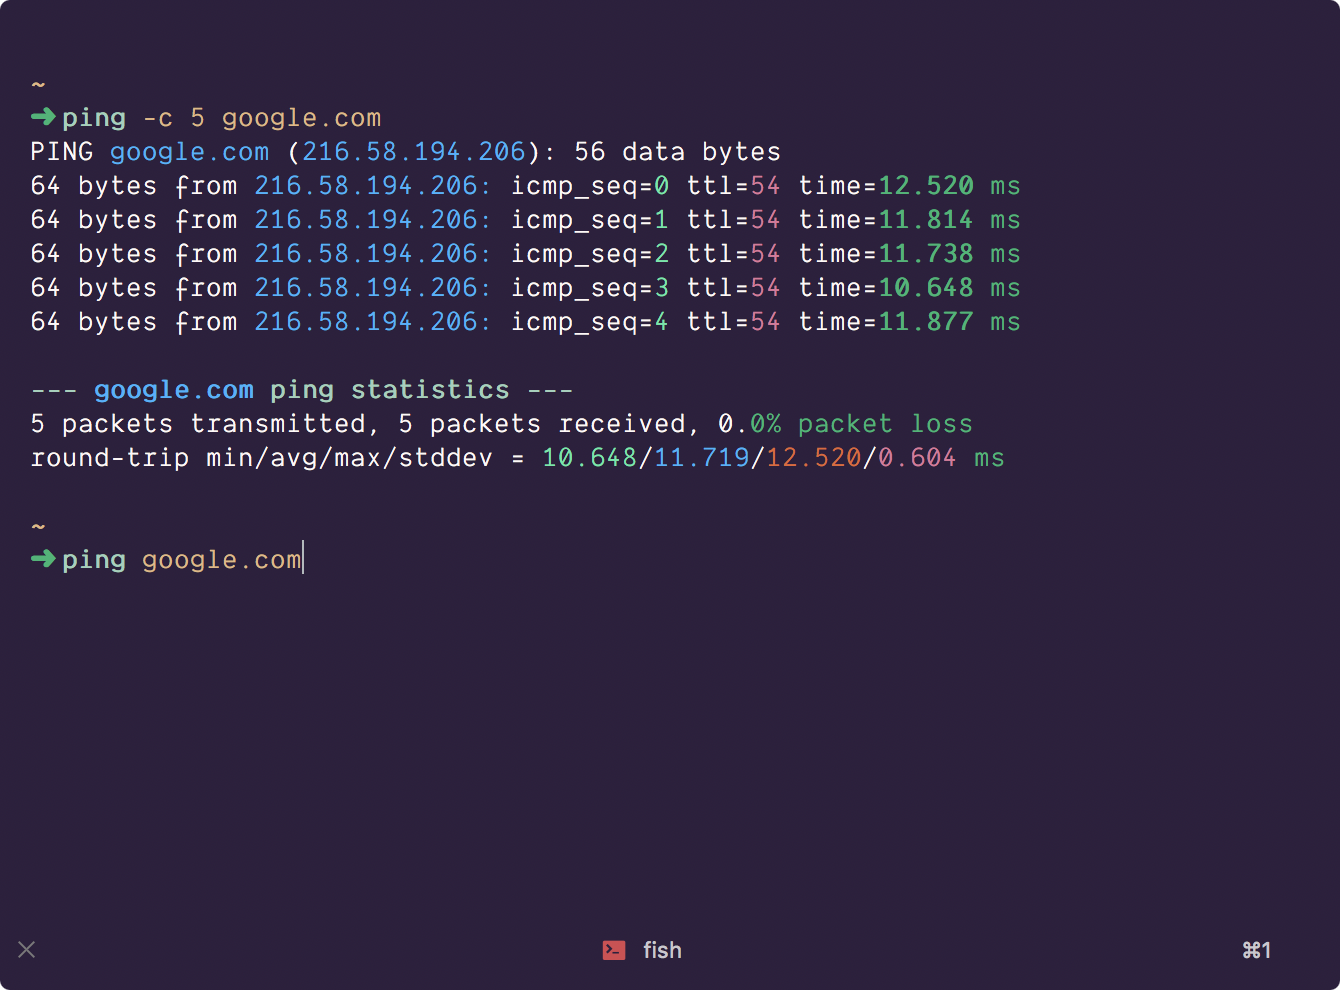 ~
➜ ping -c 5 google.com
PING google.com (216.58.194.206): 56 data bytes
64 bytes from 216.58.194.206: icmp_seq=0 ttl=54 time=12.520 ms
64 bytes from 216.58.194.206: icmp_seq=1 ttl=54 time=11.814 ms
64 bytes from 216.58.194.206: icmp_seq=2 ttl=54 time=11.738 ms
64 bytes from 216.58.194.206: icmp_seq=3 ttl=54 time=10.648 ms
64 bytes from 216.58.194.206: icmp_seq=4 ttl=54 time=11.877 ms
--- google.com ping statistics ---
5 packets transmitted, 5 packets received, 0.0% packet loss
round-trip min/avg/max/stddev = 10.648/11.719/12.520/0.604 ms
~
➜ ping google.com
fish ⌘1